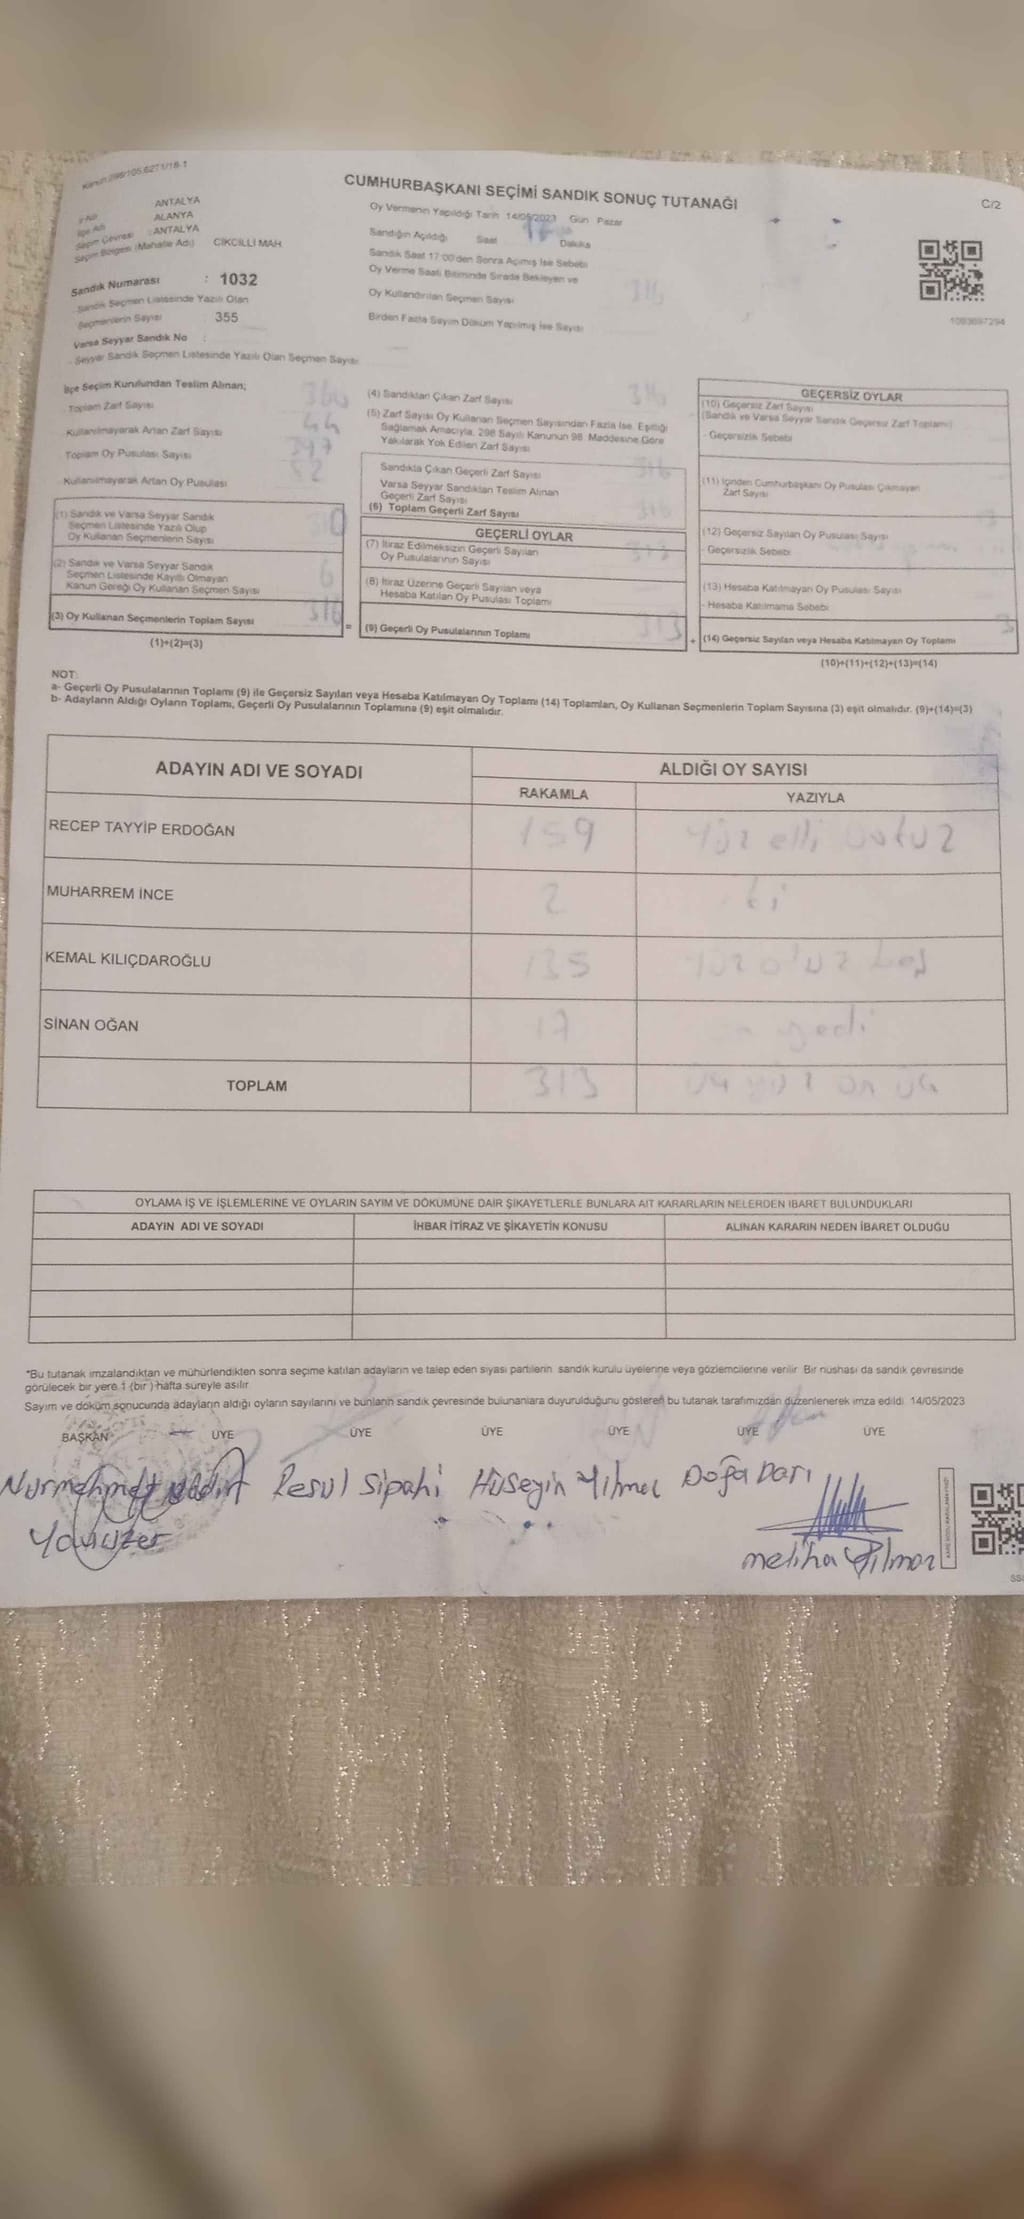 CUMHURBAŞKANI SEÇİMİ SANDIK SONUÇ TUTANAĞI
C/2
ANTALYA
ALANYA
ANTALYA
Seçim Bölgesi (Mahalle Adı) CİKCİLLİ MAH.
Sandık Numarası : 1032
Sandık Seçmen Listesinde Yazılı Olan
Seçmenlerin Sayısı 355
Varsa Seyyar Sandık No
Seyyar Sandık Seçmen Listesinde Yazılı Olan Seçmen Sayısı
Oy Vermenin Yapıldığı Tarih 14/05/2023 Gün Pazar
Sandığın Açıldığı Saat 17 Dakika
Sandık Saat 17:00'den Sonra Açımış İse Sebebi
Oy Verme Saati Bitiminde Sırada Bekleyen ve
Oy Kullandırılan Seçmen Sayısı
Birden Fazla Sayım Döküm Yapılmış İse Sayısı
1093697294
İlçe Seçim Kurulundan Teslim Alınan;
Toplam Zarf Sayısı 360
Kullanılmayarak Artan Zarf Sayısı 44
Toplam Oy Pusulası Sayısı
Kullanılmayarak Artan Oy Pusulası
(1) Sandık ve Varsa Seyyar Sandık
Seçmen Listesinde Yazılı Olup
Oy Kullanan Seçmenlerin Sayısı 310
(2) Sandık ve Varsa Seyyar Sandık
Seçmen Listesinde Kayıtlı Olmayan
Kanun Gereği Oy Kullanan Seçmen Sayısı 6
(3) Oy Kullanan Seçmenlerin Toplam Sayısı 316
(1)+(2)=(3)
(4) Sandıktan Çıkan Zarf Sayısı 316
(5) Zarf Sayısı Oy Kullanan Seçmen Sayısından Fazla İse, Eşitliği
Sağlamak Amacıyla, 298 Sayılı Kanunun 98. Maddesine Göre
Yakılarak Yok Edilen Zarf Sayısı
Sandıkta Çıkan Geçerli Zarf Sayısı 316
Varsa Seyyar Sandıktan Teslim Alınan
Geçerli Zarf Sayısı
(6) Toplam Geçerli Zarf Sayısı 316
GEÇERLİ OYLAR
(7) İtiraz Edilmeksizin Geçerli Sayılan
Oy Pusulalarının Sayısı 313
(8) İtiraz Üzerine Geçerli Sayılan veya
Hesaba Katılan Oy Pusulası Toplamı
= (9) Geçerli Oy Pusulalarının Toplamı 313
GEÇERSİZ OYLAR
(10) Geçersiz Zarf Sayısı
(Sandık ve Varsa Seyyar Sandık Geçersiz Zarf Toplamı)
- Geçersizlik Sebebi
(11) İçinden Cumhurbaşkanı Oy Pusulası Çıkmayan
Zarf Sayısı
(12) Geçersiz Sayılan Oy Pusulası Sayısı
- Geçersizlik Sebebi
(13) Hesaba Katılmayan Oy Pusulası Sayısı
- Hesaba Katılmama Sebebi
+ (14) Geçersiz Sayılan veya Hesaba Katılmayan Oy Toplamı 3
(10)+(11)+(12)+(13)=(14)
NOT:
a- Geçerli Oy Pusulalarının Toplamı (9) ile Geçersiz Sayılan veya Hesaba Katılmayan Oy Toplamı (14) Toplamları, Oy Kullanan Seçmenlerin Toplam Sayısına (3) eşit olmalıdır. (9)+(14)=(3)
b- Adayların Aldığı Oyların Toplamı, Geçerli Oy Pusulalarının Toplamına (9) eşit olmalıdır.
ADAYIN ADI VE SOYADI
ALDIĞI OY SAYISI
RAKAMLA YAZIYLA
RECEP TAYYİP ERDOĞAN 159 Yüz elli dokuz
MUHARREM İNCE 2 iki
KEMAL KILIÇDAROĞLU 135 Yüz otuz beş
SİNAN OĞAN 17 on yedi
TOPLAM 313 üç yüz on üç
OYLAMA İŞ VE İŞLEMLERİNE VE OYLARIN SAYIM VE DÖKÜMÜNE DAİR ŞİKAYETLERLE BUNLARA AİT KARARLARIN NELERDEN İBARET BULUNDUKLARI
ADAYIN ADI VE SOYADI İHBAR İTİRAZ VE ŞİKAYETİN KONUSU ALINAN KARARIN NEDEN İBARET OLDUĞU
*Bu tutanak imzalandıktan ve mühürlendikten sonra seçime katılan adayların ve talep eden siyasi partilerin sandık kurulu üyelerine veya gözlemcilerine verilir. Bir nüshası da sandık çevresinde
görülecek bir yere 1 (bir ) hafta süreyle asılır.
Sayım ve döküm sonucunda adayların aldığı oyların sayılarını ve bunların sandık çevresinde bulunanlara duyurulduğunu gösteren bu tutanak tarafımızdan düzenlenerek imza edildi. 14/05/2023
BAŞKAN ÜYE ÜYE ÜYE ÜYE ÜYE ÜYE
Nurmehmet Resul Sipahi Hüseyin Yılmaz Doğa Darı
Yavuzer
meliha Yılmaz